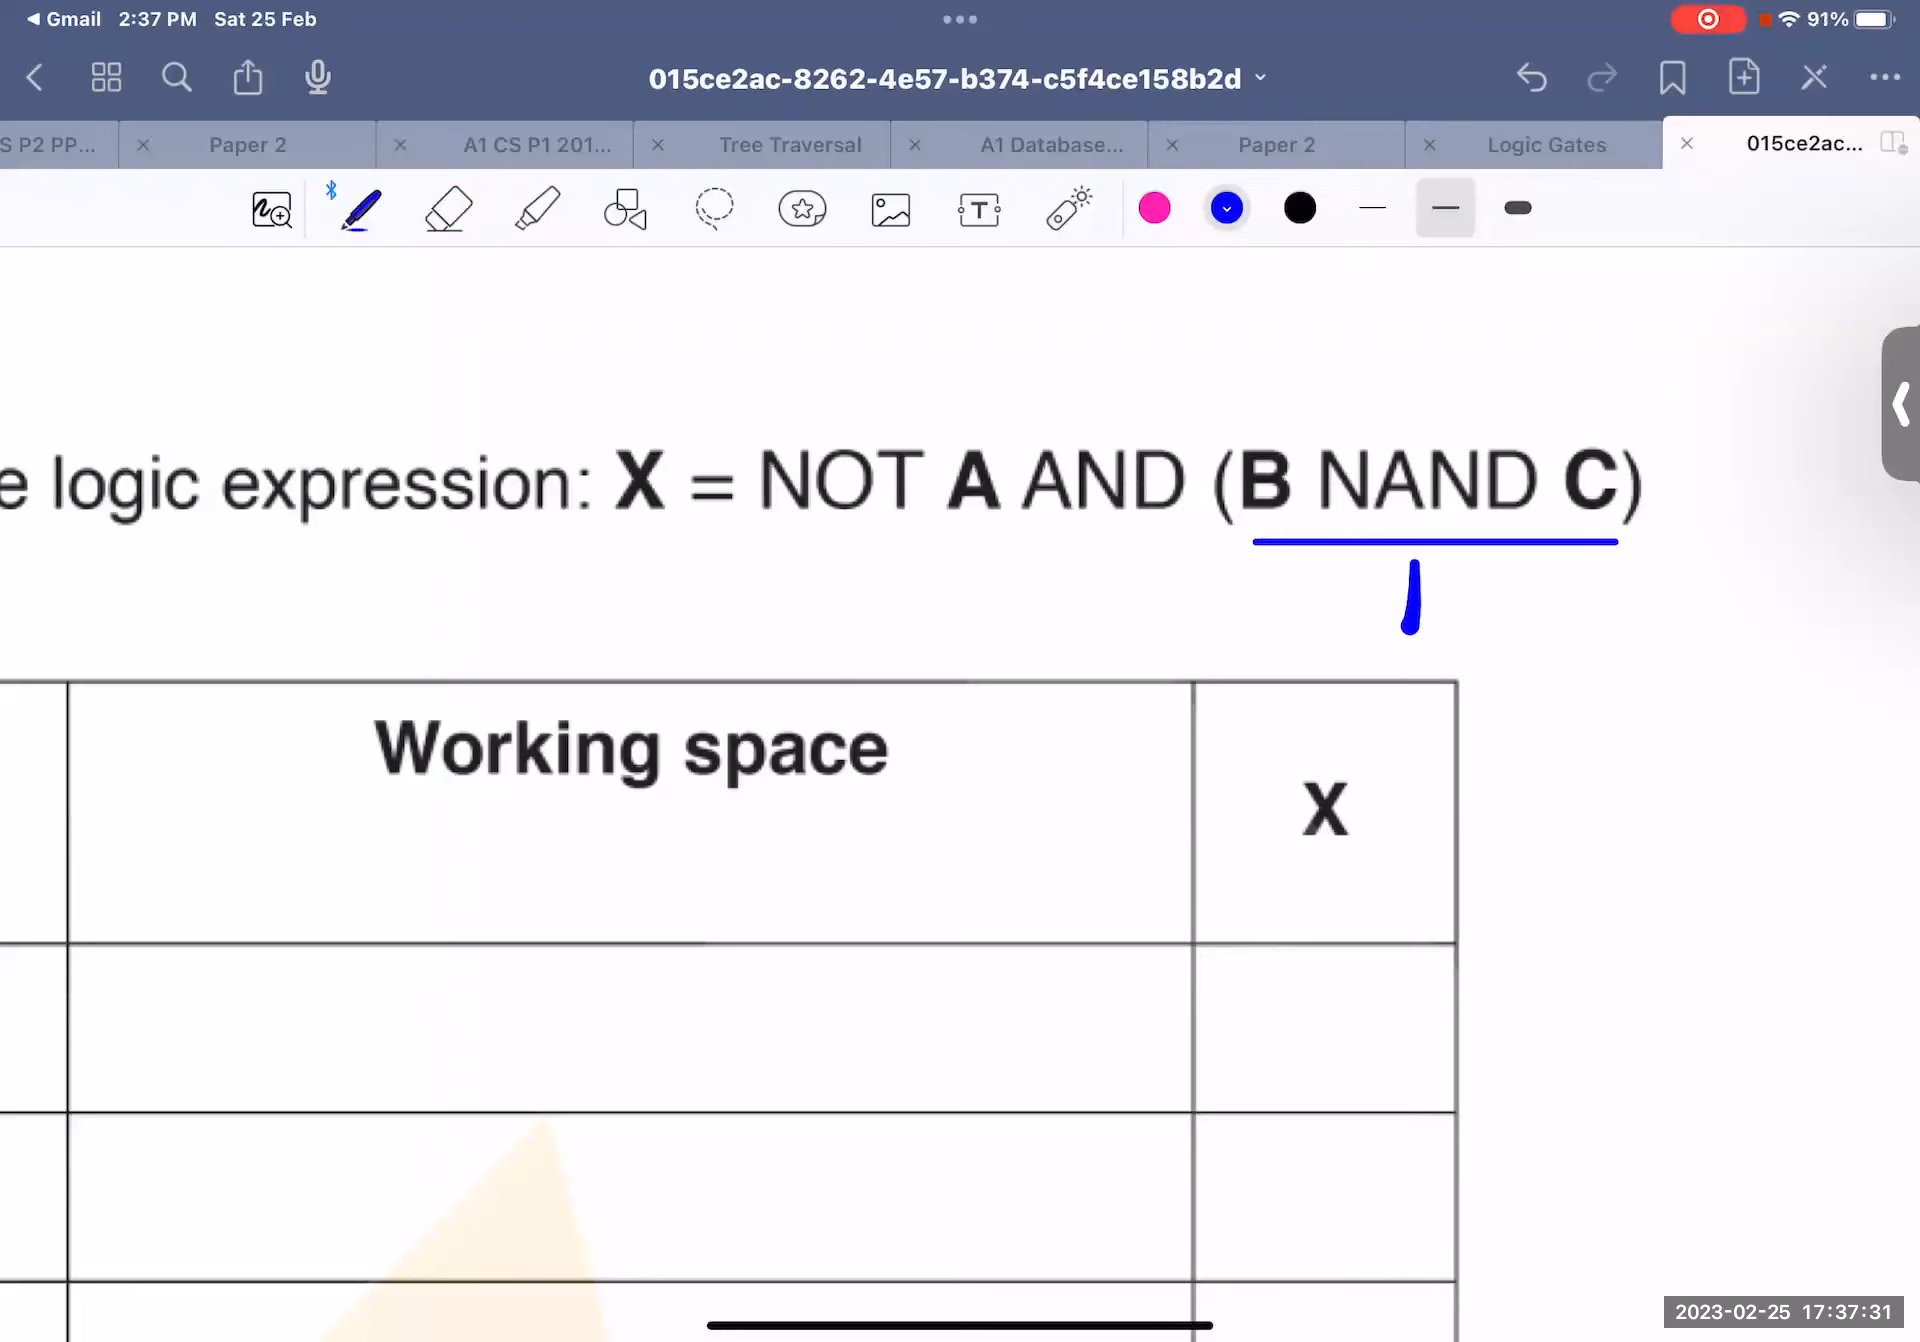 Gmail 2:37 PM Sat 25 Feb
91%
015ce2ac-8262-4e57-b374-c5f4ce158b2d
S P2 PP... Paper 2 A1 CS P1 201... Tree Traversal A1 Database... Paper 2 Logic Gates 015ce2ac...
e logic expression: X = NOT A AND (B NAND C)
1
Working space
X
2023-02-25 17:37:31